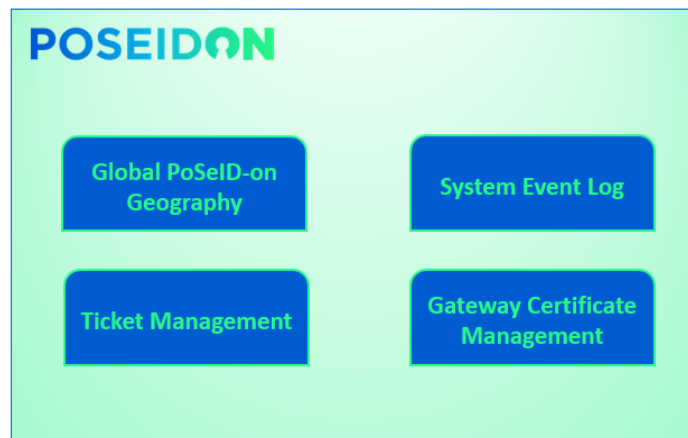 POSEIDON
Global PoSeID-on
Geography
System Event Log
Ticket Management
Gateway Certificate
Management